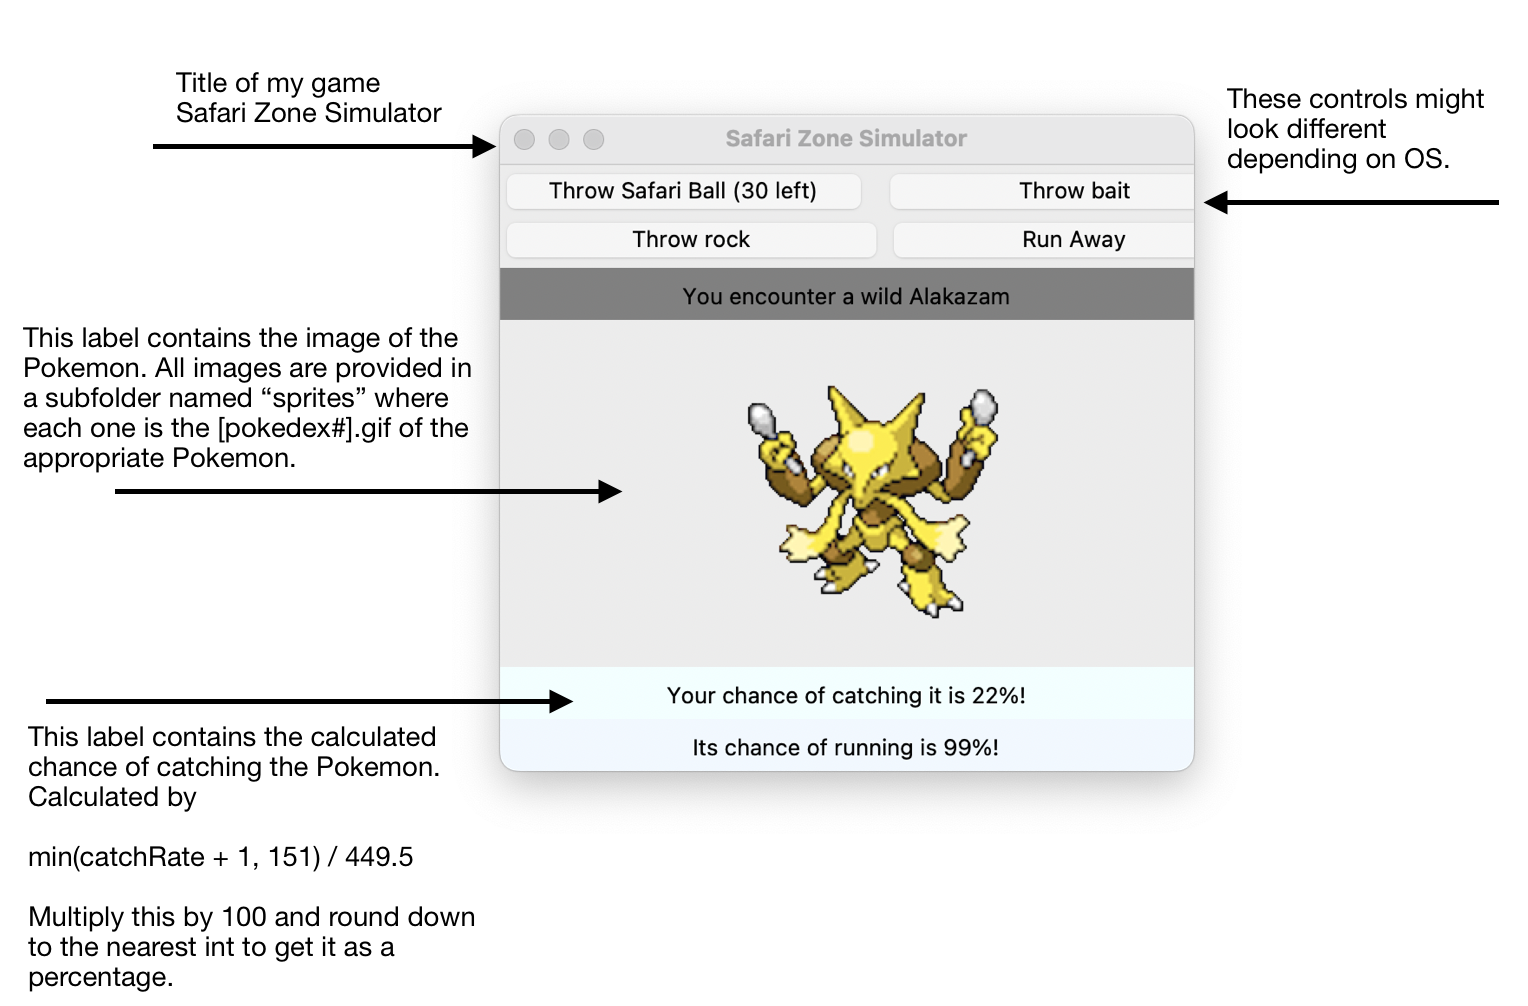 Title of my game
Safari Zone Simulator
These controls might
look different
depending on OS.
Safari Zone Simulator
Throw Safari Ball (30 left)
Throw bait
Throw rock
Run Away
You encounter a wild Alakazam
This label contains the image of the
Pokemon. All images are provided in
a subfolder named “sprites” where
each one is the [pokedex#].gif of the
appropriate Pokemon.
Your chance of catching it is 22%!
Its chance of running is 99%!
This label contains the calculated
chance of catching the Pokemon.
Calculated by
min(catchRate + 1, 151) / 449.5
Multiply this by 100 and round down
to the nearest int to get it as a
percentage.